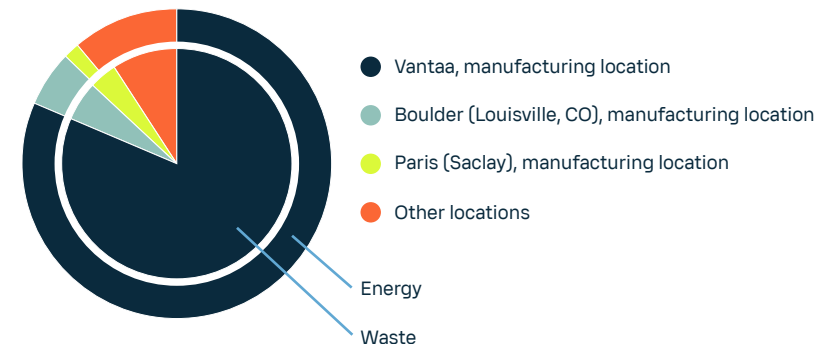 Vantaa, manufacturing location
Boulder (Louisville, CO), manufacturing location
Paris (Saclay), manufacturing location
Other locations
Energy
Waste